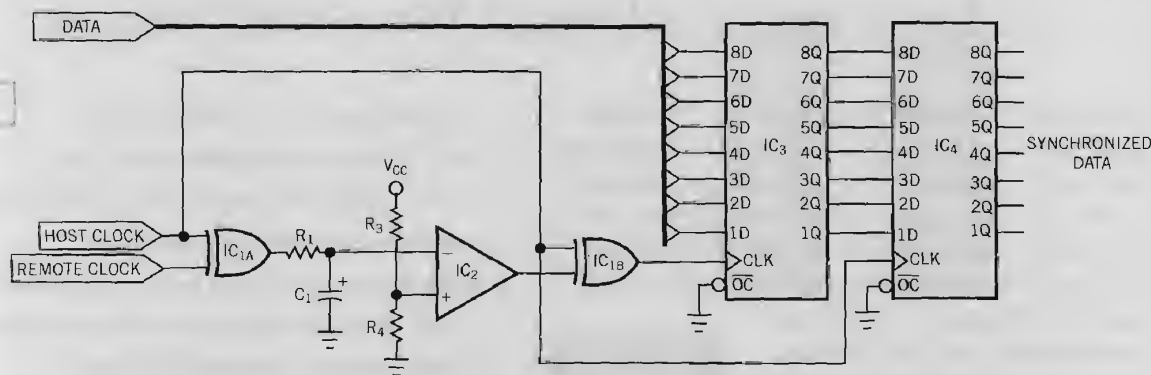 DATA
HOST CLOCK
REMOTE CLOCK
IC1A
R1
C1
VCC
R3
R4
−
+
+
IC2
IC1B
8D
7D
6D
5D
4D
3D
2D
1D
CLK
OC
IC3
8Q
7Q
6Q
5Q
4Q
3Q
2Q
1Q
8D
7D
6D
5D
4D
3D
2D
1D
CLK
OC
IC4
8Q
7Q
6Q
5Q
4Q
3Q
2Q
1Q
SYNCHRONIZED
DATA